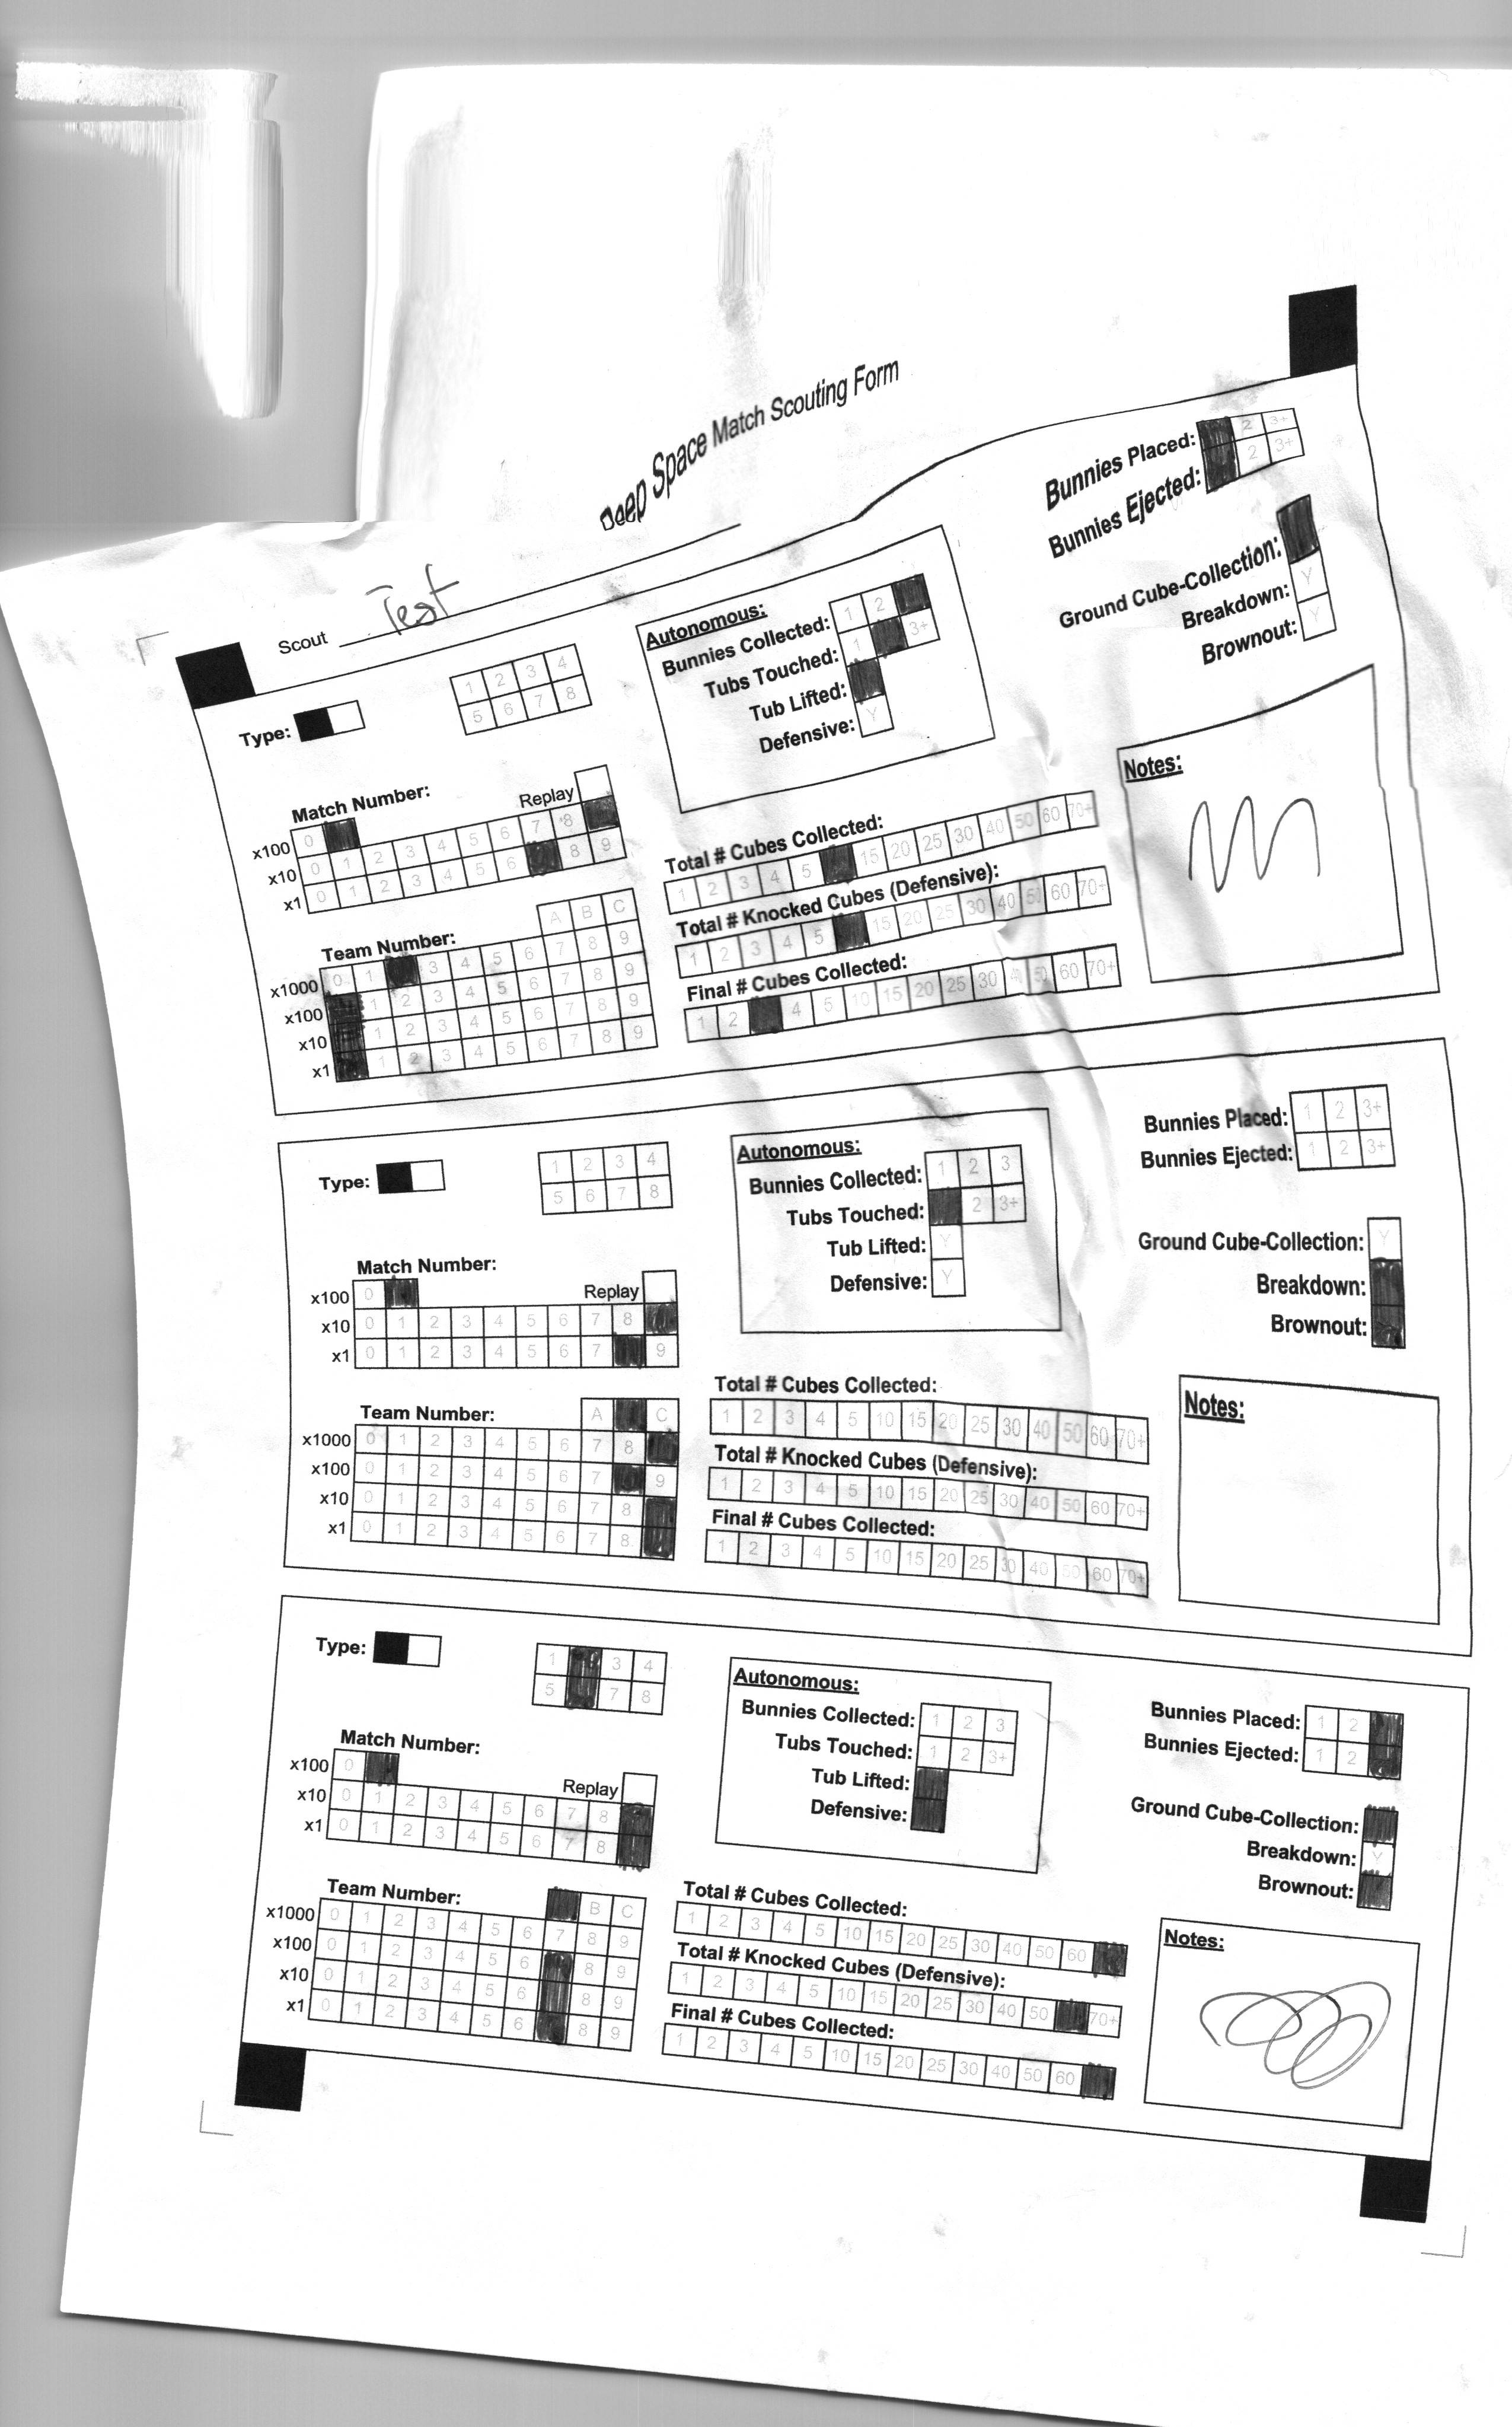 Deep Space Match Scouting Form
Scout Test
Type:
1 2 3 4
5 6 7 8
Match Number:
Replay
x100 0
x10 0 1 2 3 4 5 6 7 8
x1 0 1 2 3 4 5 6 8 9
Team Number: A B C
x1000 0 1 3 4 5 6 7 8 9
x100 1 2 3 4 5 6 7 8 9
x10 1 2 3 4 5 6 7 8 9
x1 1 2 3 4 5 6 7 8 9
Autonomous:
Bunnies Collected: 1 2
Tubs Touched: 1 3+
Tub Lifted:
Defensive: Y
Total # Cubes Collected:
1 2 3 4 5 15 20 25 30 40 50 60 70+
Total # Knocked Cubes (Defensive):
1 2 3 4 5 15 20 25 30 40 50 60 70+
Final # Cubes Collected:
1 2 4 5 10 15 20 25 30 40 50 60 70+
Bunnies Placed: 2 3+
Bunnies Ejected: 2 3+
Ground Cube-Collection:
Breakdown: Y
Brownout: Y
Notes:
Type:
1 2 3 4
5 6 7 8
Match Number:
Replay
x100 0
x10 0 1 2 3 4 5 6 7 8
x1 0 1 2 3 4 5 6 7 9
Team Number: A C
x1000 0 1 2 3 4 5 6 7 8
x100 0 1 2 3 4 5 6 7 9
x10 0 1 2 3 4 5 6 7 8
x1 0 1 2 3 4 5 6 7 8
Autonomous:
Bunnies Collected: 1 2 3
Tubs Touched: 2 3+
Tub Lifted: Y
Defensive: Y
Total # Cubes Collected:
1 2 3 4 5 10 15 20 25 30 40 50 60 70+
Total # Knocked Cubes (Defensive):
1 2 3 4 5 10 15 20 25 30 40 50 60 70+
Final # Cubes Collected:
1 2 3 4 5 10 15 20 25 30 40 50 60 70+
Bunnies Placed: 1 2 3+
Bunnies Ejected: 1 2 3+
Ground Cube-Collection: Y
Breakdown:
Brownout:
Notes:
Type:
1 3 4
5 7 8
Match Number:
Replay
x100 0
x10 0 1 2 3 4 5 6 7 8
x1 0 1 2 3 4 5 6 7 8
Team Number: B C
x1000 0 1 2 3 4 5 6 7 8 9
x100 0 1 2 3 4 5 6 8 9
x10 0 1 2 3 4 5 6 8 9
x1 0 1 2 3 4 5 6 8 9
Autonomous:
Bunnies Collected: 1 2 3
Tubs Touched: 1 2 3+
Tub Lifted:
Defensive:
Total # Cubes Collected:
1 2 3 4 5 10 15 20 25 30 40 50 60
Total # Knocked Cubes (Defensive):
1 2 3 4 5 10 15 20 25 30 40 50 70+
Final # Cubes Collected:
1 2 3 4 5 10 15 20 25 30 40 50 60
Bunnies Placed: 1 2
Bunnies Ejected: 1 2
Ground Cube-Collection:
Breakdown: Y
Brownout:
Notes: